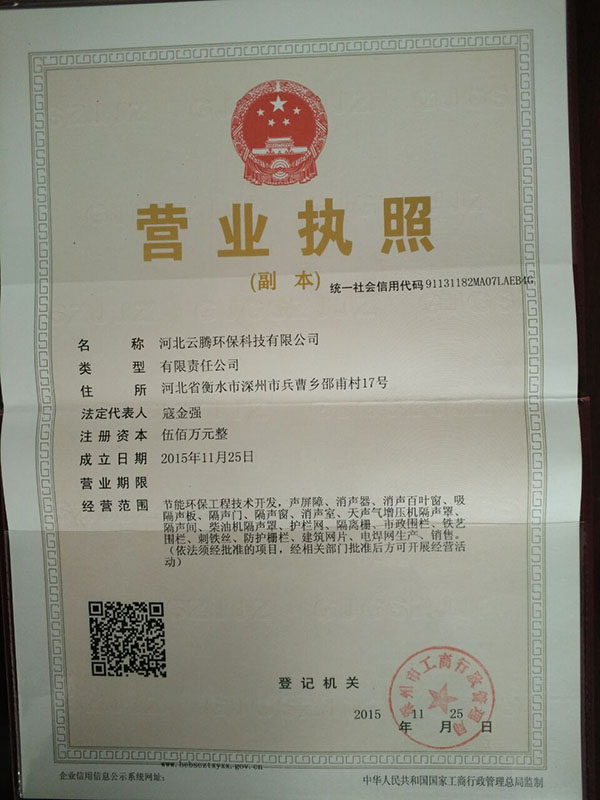 营业执照
(副 本)
统一社会信用代码 91131182MA07LAEB4G
名 称 河北云腾环保科技有限公司
类 型 有限责任公司
住 所 河北省衡水市深州市兵曹乡邵甫村17号
法定代表人 寇金强
注册资本 伍佰万元整
成立日期 2015年11月25日
营业期限
经营范围 节能环保工程技术开发，声屏障、消声器、消声百叶窗、吸
隔声板、隔声门、隔声窗、消声室、天声气增压机隔声罩、
隔声间、柴油机隔声罩、护栏网、隔离栅、市政围栏、铁艺
围栏、刺铁丝、防护栅栏、建筑网片、电焊网生产、销售。
（依法须经批准的项目，经相关部门批准后方可开展经营活
动）
登记机关
深州市工商行政管理局
2015 11 25
年 月 日
www.hebscztxyxx.gov.cn
企业信用信息公示系统网址：
中华人民共和国国家工商行政管理总局监制